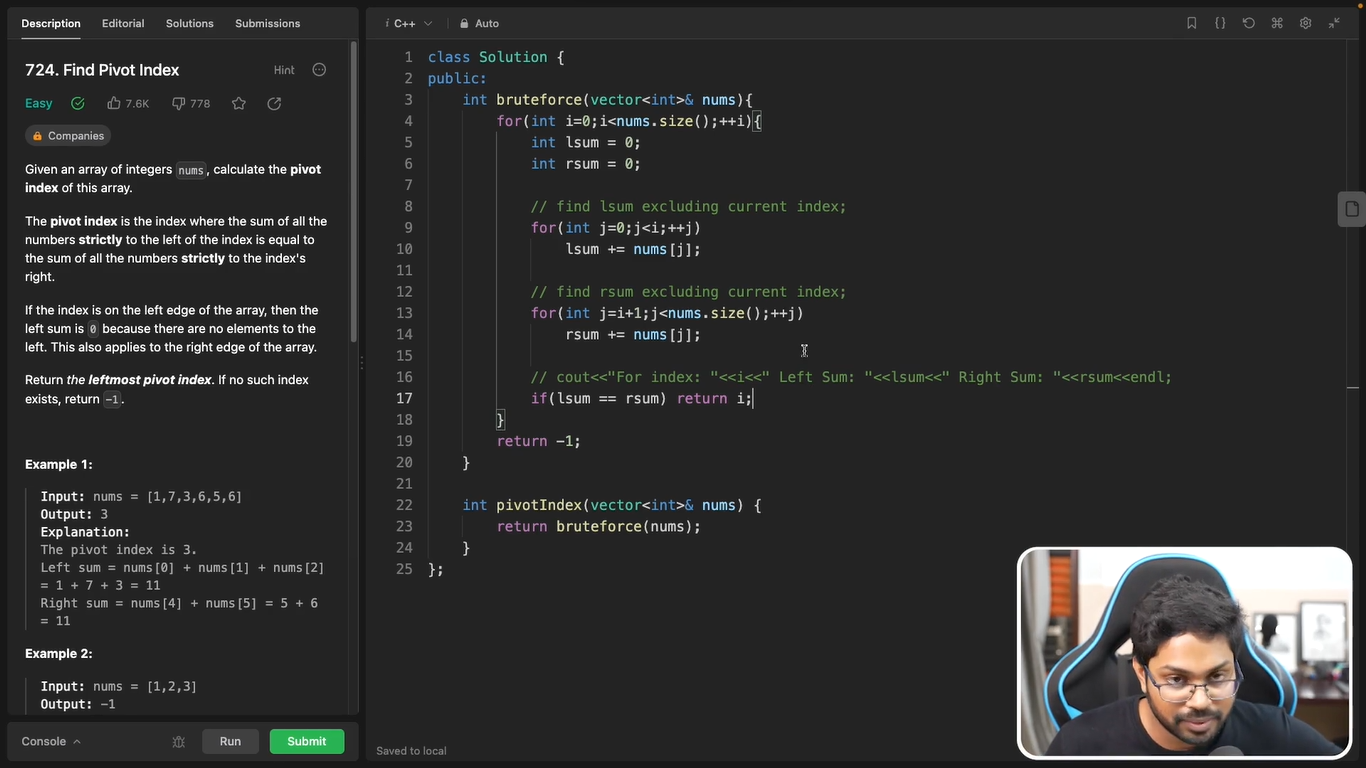 Description
Editorial
Solutions
Submissions
724. Find Pivot Index
Hint
Easy
7.6K
778
Companies
Given an array of integers nums, calculate the pivot
index of this array.
The pivot index is the index where the sum of all the
numbers strictly to the left of the index is equal to
the sum of all the numbers strictly to the index's
right.
If the index is on the left edge of the array, then the
left sum is 0 because there are no elements to the
left. This also applies to the right edge of the array.
Return the leftmost pivot index. If no such index
exists, return -1.
Example 1:
Input: nums = [1,7,3,6,5,6]
Output: 3
Explanation:
The pivot index is 3.
Left sum = nums[0] + nums[1] + nums[2]
= 1 + 7 + 3 = 11
Right sum = nums[4] + nums[5] = 5 + 6
= 11
Example 2:
Input: nums = [1,2,3]
Output: -1
Console
Run
Submit
i C++
Auto
1 class Solution {
2 public:
3 int bruteforce(vector<int>& nums){
4 for(int i=0;i<nums.size();++i){
5 int lsum = 0;
6 int rsum = 0;
7
8 // find lsum excluding current index;
9 for(int j=0;j<i;++j)
10 lsum += nums[j];
11
12 // find rsum excluding current index;
13 for(int j=i+1;j<nums.size();++j)
14 rsum += nums[j];
15
16 // cout<<"For index: "<<i<<" Left Sum: "<<lsum<<" Right Sum: "<<rsum<<endl;
17 if(lsum == rsum) return i;
18 }
19 return -1;
20 }
21
22 int pivotIndex(vector<int>& nums) {
23 return bruteforce(nums);
24 }
25 };
Saved to local